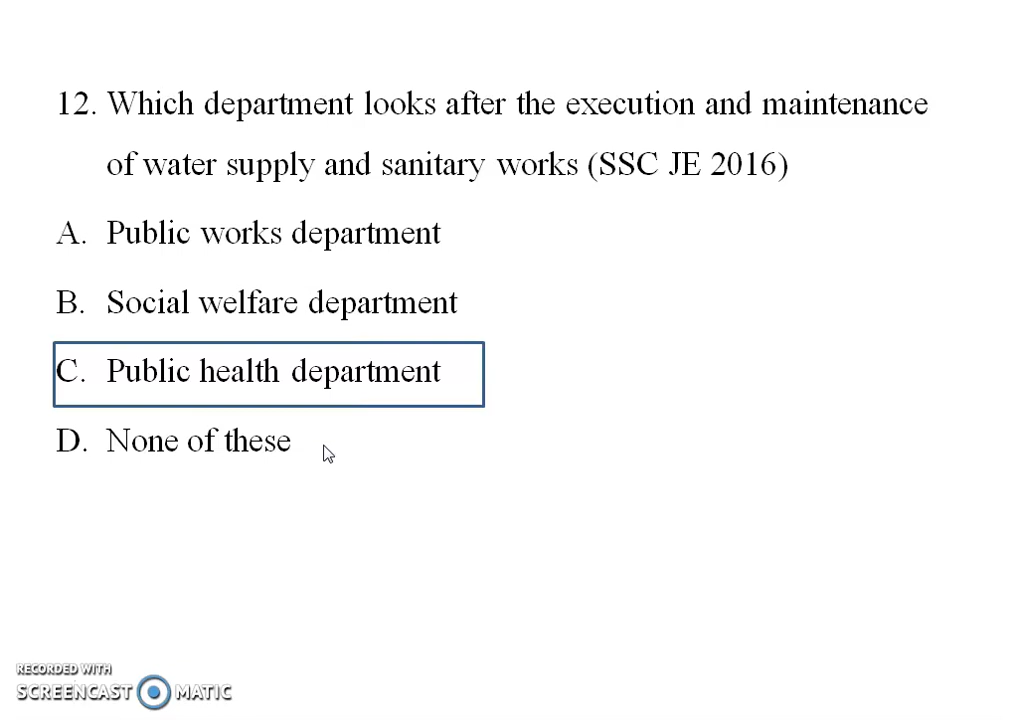 12. Which department looks after the execution and maintenance
of water supply and sanitary works (SSC JE 2016)
A. Public works department
B. Social welfare department
C. Public health department
D. None of these
RECORDED WITH
SCREENCAST MATIC